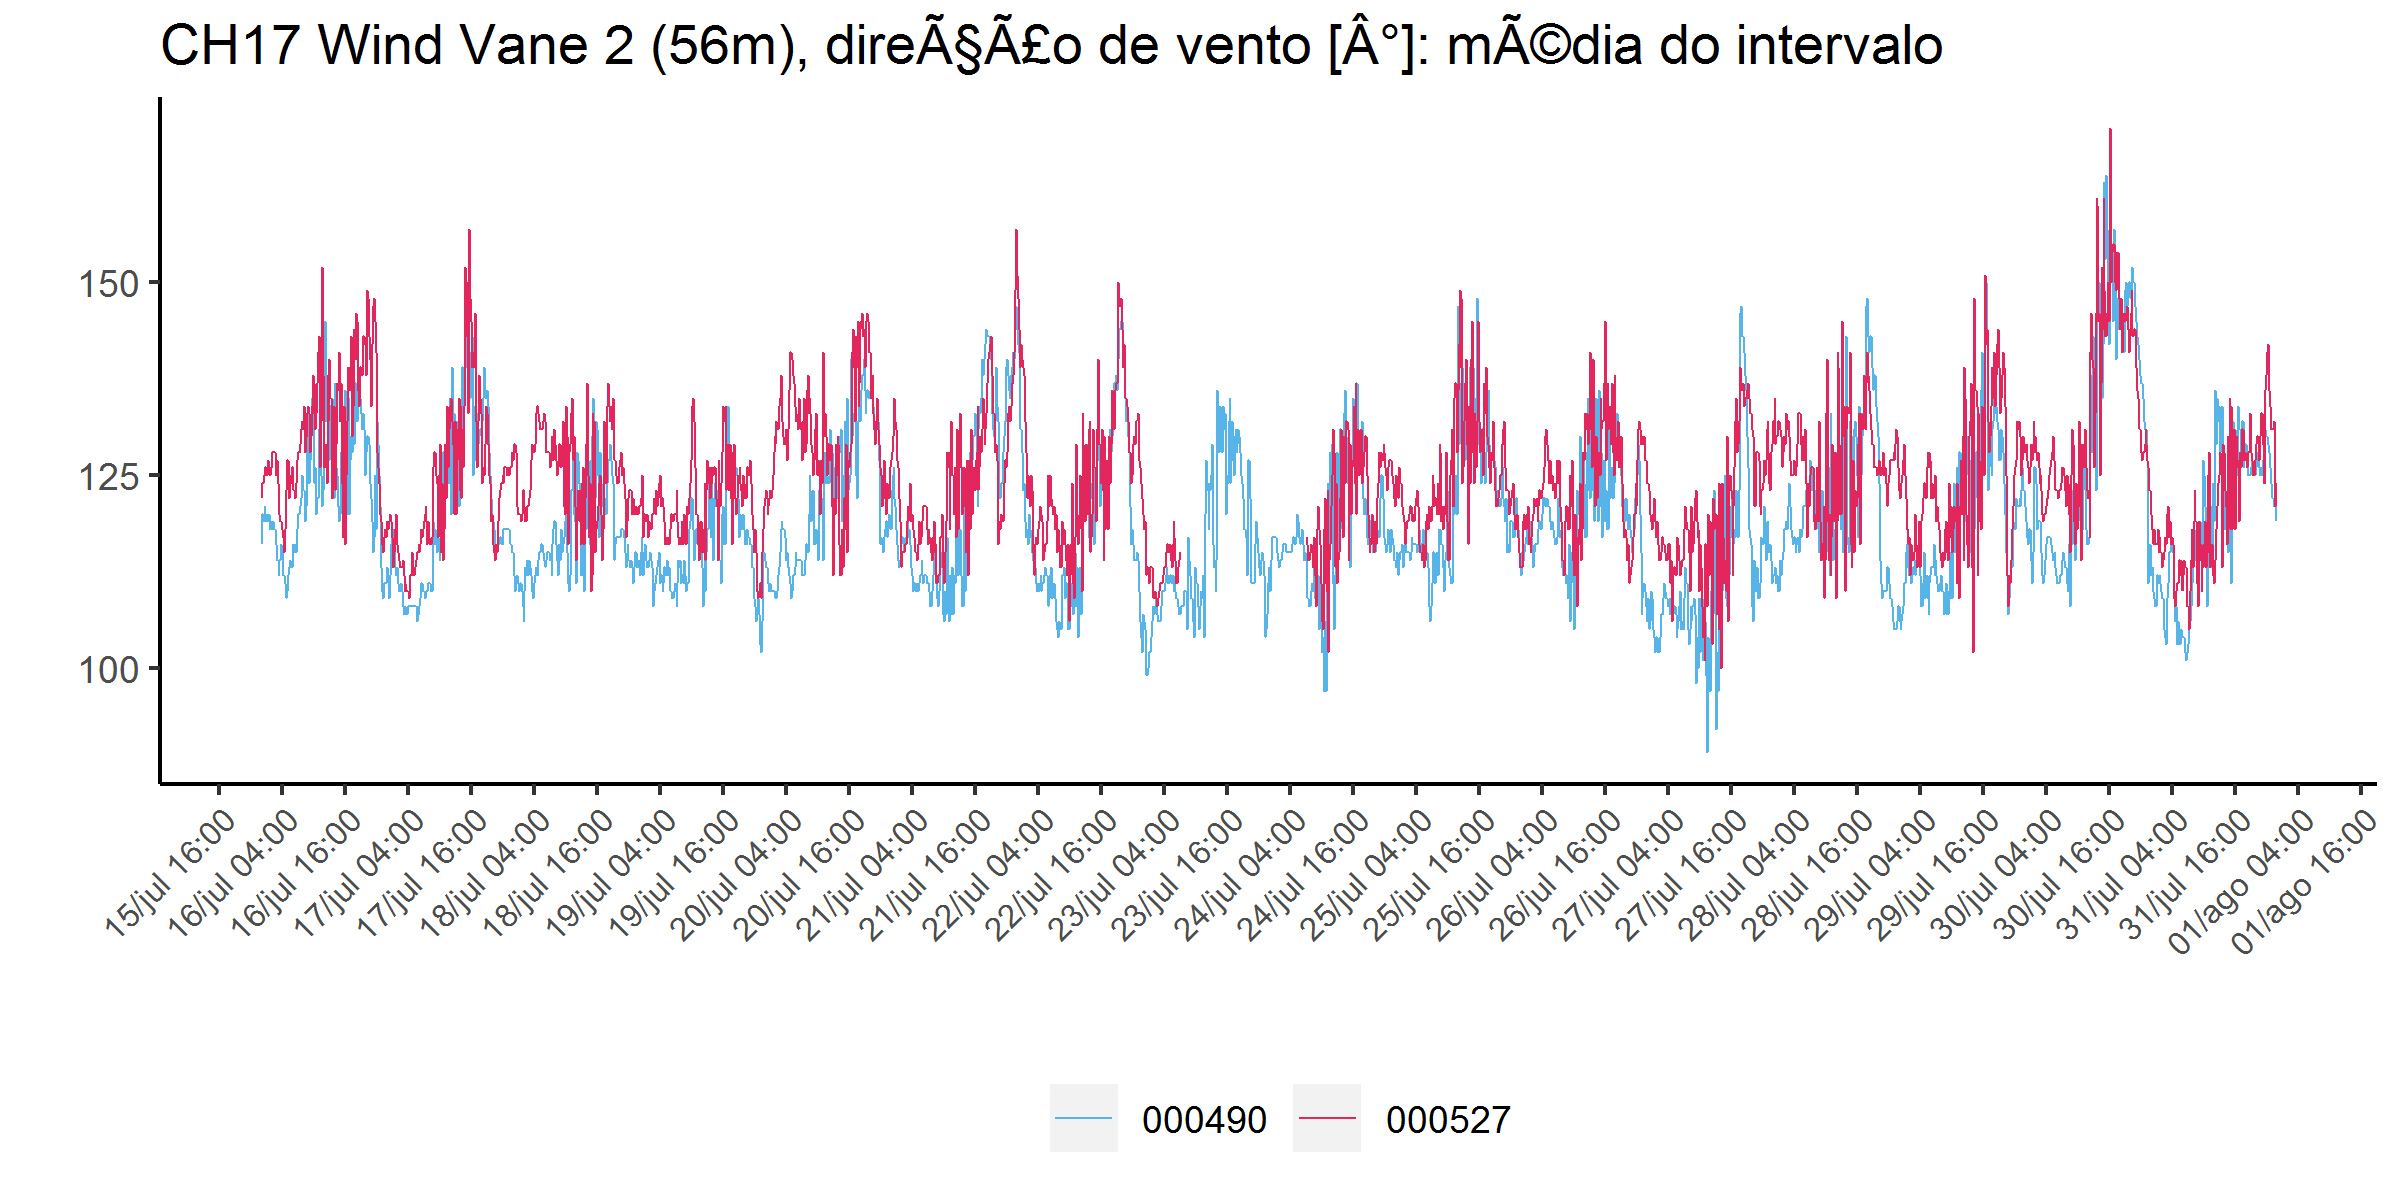 CH17 Wind Vane 2 (56m), direÃ§Ã£o de vento [Â°]: mÃ©dia do intervalo
150
125
100
15/jul 16:00
16/jul 04:00
16/jul 16:00
17/jul 04:00
17/jul 16:00
18/jul 04:00
18/jul 16:00
19/jul 04:00
19/jul 16:00
20/jul 04:00
20/jul 16:00
21/jul 04:00
21/jul 16:00
22/jul 04:00
22/jul 16:00
23/jul 04:00
23/jul 16:00
24/jul 04:00
24/jul 16:00
25/jul 04:00
25/jul 16:00
26/jul 04:00
26/jul 16:00
27/jul 04:00
27/jul 16:00
28/jul 04:00
28/jul 16:00
29/jul 04:00
29/jul 16:00
30/jul 04:00
30/jul 16:00
31/jul 04:00
31/jul 16:00
01/ago 04:00
01/ago 16:00
000490
000527